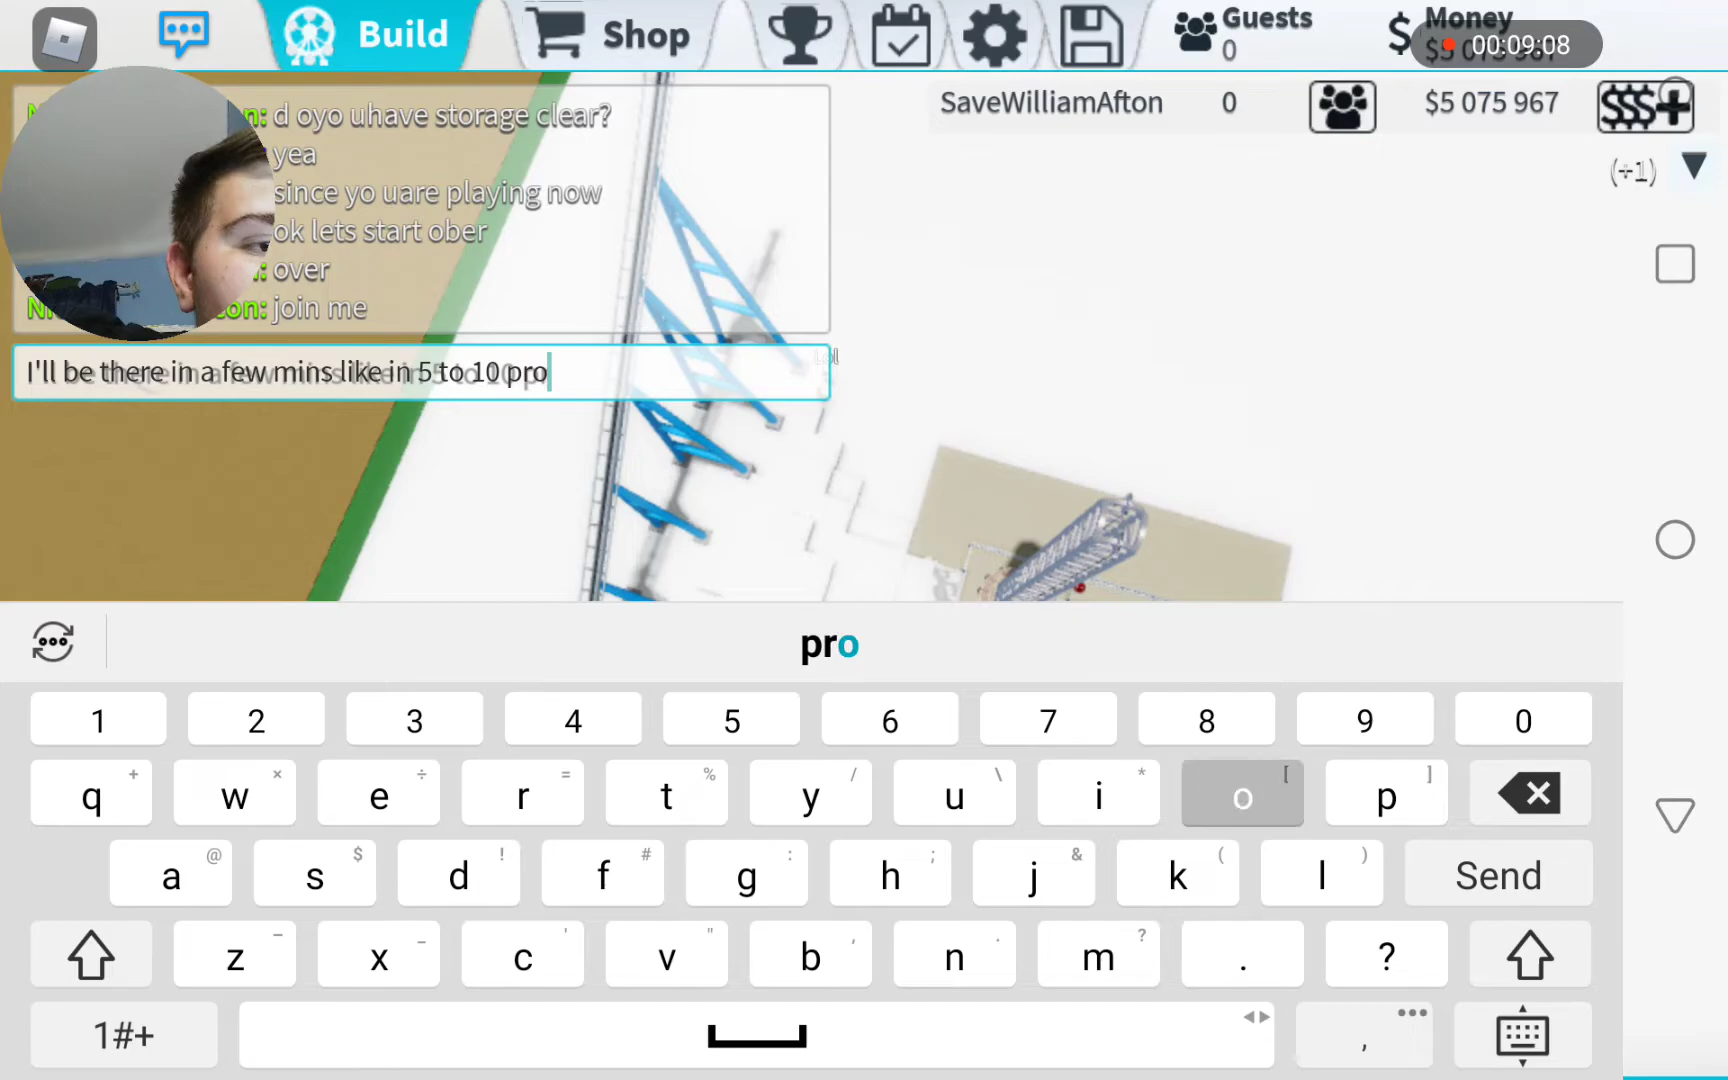 Build
Shop
Guests
0
Money
00:09:08
SaveWilliamAfton
0
$5 075 967
$$$+
(+1)
n: d oyo uhave storage clear?
yea
since yo uare playing now
ok lets start ober
: over
con: join me
I'll be there in a few mins like in 5 to 10 pro
pro
1 2 3 4 5 6 7 8 9 0
+ × ÷ = % / \ * [ ]
q w e r t y u i o p
@ $ ! # : ; & ( )
a s d f g h j k l Send
z x c v b n m . ?
1#+ ,